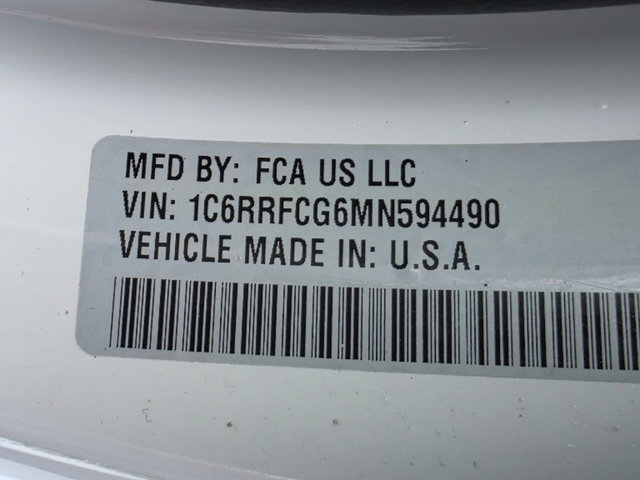 MFD BY: FCA US LLC
VIN: 1C6RRFCG6MN594490
VEHICLE MADE IN: U.S.A.